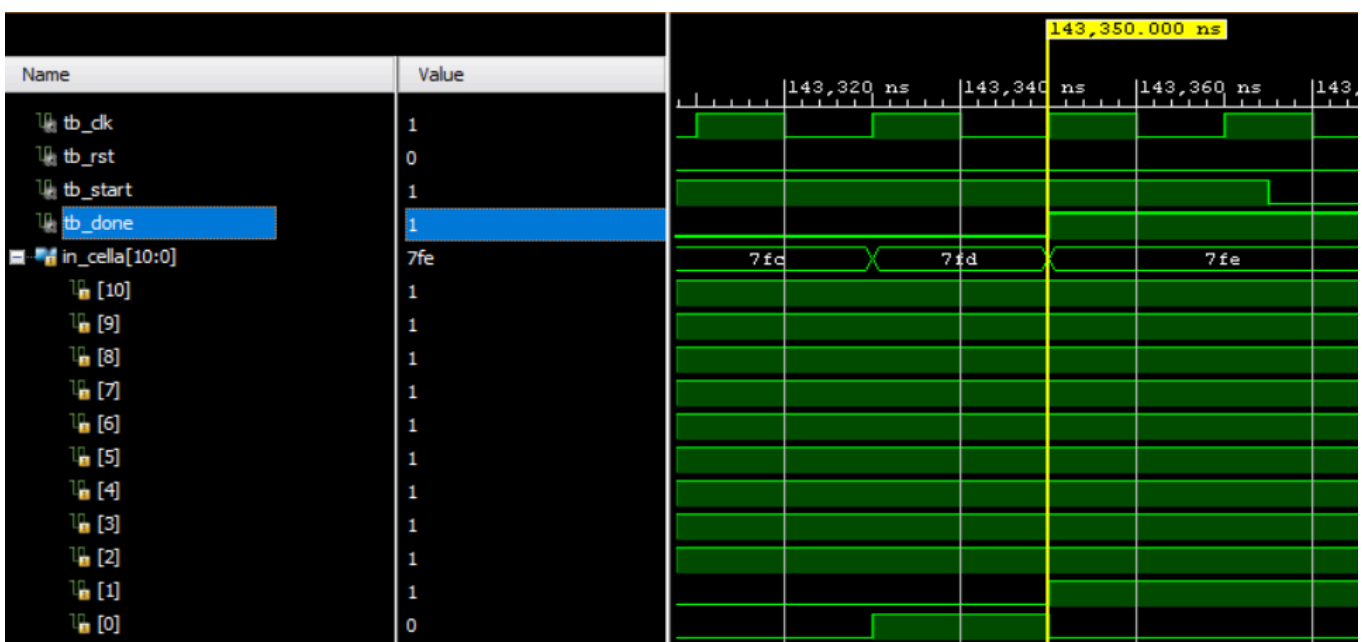 143,350.000 ns
Name Value
143,320 ns 143,340 ns 143,360 ns 143,
tb_clk 1
tb_rst 0
tb_start 1
tb_done 1
in_cella[10:0] 7fe 7fc 7fd 7fe
[10] 1
[9] 1
[8] 1
[7] 1
[6] 1
[5] 1
[4] 1
[3] 1
[2] 1
[1] 1
[0] 0